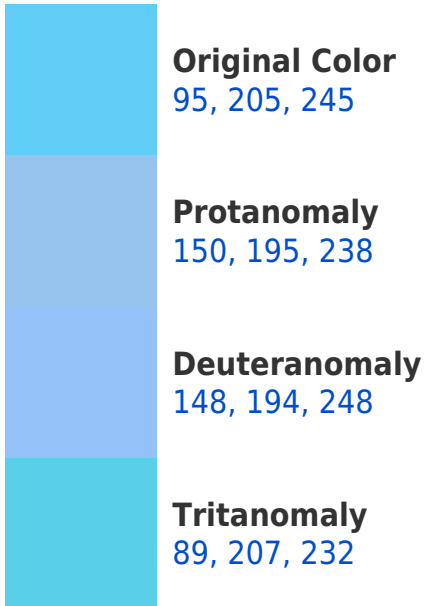 Original Color
95, 205, 245
Protanomaly
150, 195, 238
Deuteranomaly
148, 194, 248
Tritanomaly
89, 207, 232